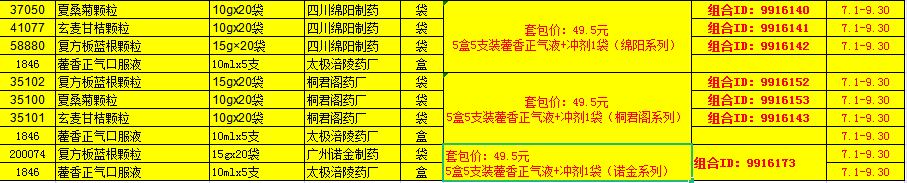 37050 夏桑菊颗粒 10gx20袋 四川绵阳制药 袋 组合ID：9916140 7.1-9.30
41077 玄麦甘桔颗粒 10gx20袋 四川绵阳制药 袋 套包价：49.5元 组合ID：9916141 7.1-9.30
58880 复方板蓝根颗粒 15g×20袋 四川绵阳制药 袋 5盒5支装藿香正气液+冲剂1袋（绵阳系列） 组合ID：9916142 7.1-9.30
1846 藿香正气口服液 10mlx5支 太极涪陵药厂 盒
35102 复方板蓝根颗粒 15gx20袋 桐君阁药厂 袋 组合ID：9916152 7.1-9.30
35100 夏桑菊颗粒 10gx20袋 桐君阁药厂 袋 套包价：49.5元 组合ID：9916153 7.1-9.30
35101 玄麦甘桔颗粒 10gx20袋 桐君阁药厂 袋 5盒5支装藿香正气液+冲剂1袋（桐君阁系列） 组合ID：9916143 7.1-9.30
1846 藿香正气口服液 10mlx5支 太极涪陵药厂 盒 7.1-9.30
200074 复方板蓝根颗粒 15gx20袋 广州诺金制药 袋 套包价：49.5元 组合ID：9916173 7.1-9.30
1846 藿香正气口服液 10mlx5支 太极涪陵药厂 盒 5盒5支装藿香正气液+冲剂1袋（诺金系列） 7.1-9.30